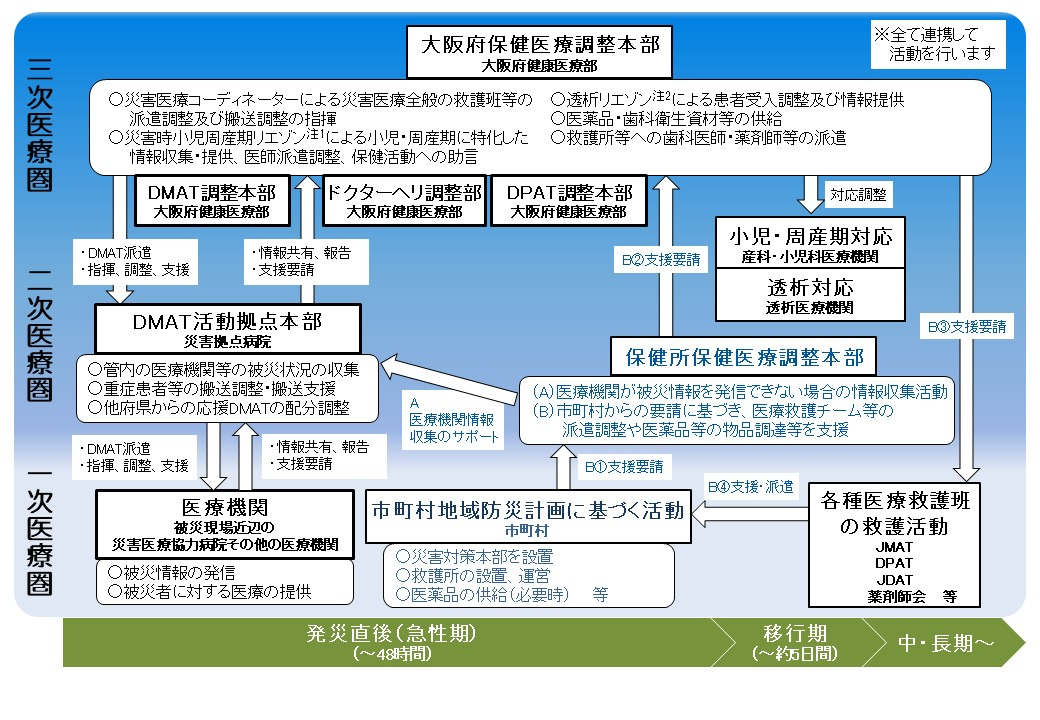 大阪府保健医療調整本部
大阪府健康医療部
※全て連携して
活動を行います
三次医療圏
○災害医療コーディネーターによる災害医療全般の救護班等の
派遣調整及び搬送調整の指揮
○災害時小児周産期リエゾン注1による小児・周産期に特化した
情報収集・提供、医師派遣調整、保健活動への助言
○透析リエゾン注2による患者受入調整及び情報提供
○医薬品・歯科衛生資材等の供給
○救護所等への歯科医師・薬剤師等の派遣
DMAT調整本部
大阪府健康医療部
ドクターヘリ調整部
大阪府健康医療部
DPAT調整本部
大阪府健康医療部
対応調整
・DMAT派遣
・指揮、調整、支援
・情報共有、報告
・支援要請
B②支援要請
小児・周産期対応
産科・小児科医療機関
透析対応
透析医療機関
B③支援要請
二次医療圏
DMAT活動拠点本部
災害拠点病院
○管内の医療機関等の被災状況の収集
○重症患者等の搬送調整・搬送支援
○他府県からの応援DMATの配分調整
保健所保健医療調整本部
(A)医療機関が被災情報を発信できない場合の情報収集活動
(B)市町村からの要請に基づき、医療救護チーム等の
派遣調整や医薬品等の物品調達等を支援
A
医療機関情報
収集のサポート
・DMAT派遣
・指揮、調整、支援
・情報共有、報告
・支援要請
B①支援要請
B④支援・派遣
一次医療圏
医療機関
被災現場近辺の
災害医療協力病院その他の医療機関
○被災情報の発信
○被災者に対する医療の提供
市町村地域防災計画に基づく活動
市町村
○災害対策本部を設置
○救護所の設置、運営
○医薬品の供給(必要時)　等
各種医療救護班
の救護活動
JMAT
DPAT
JDAT
薬剤師会　等
発災直後(急性期)
(～48時間)
移行期
(～約5日間)
中・長期～